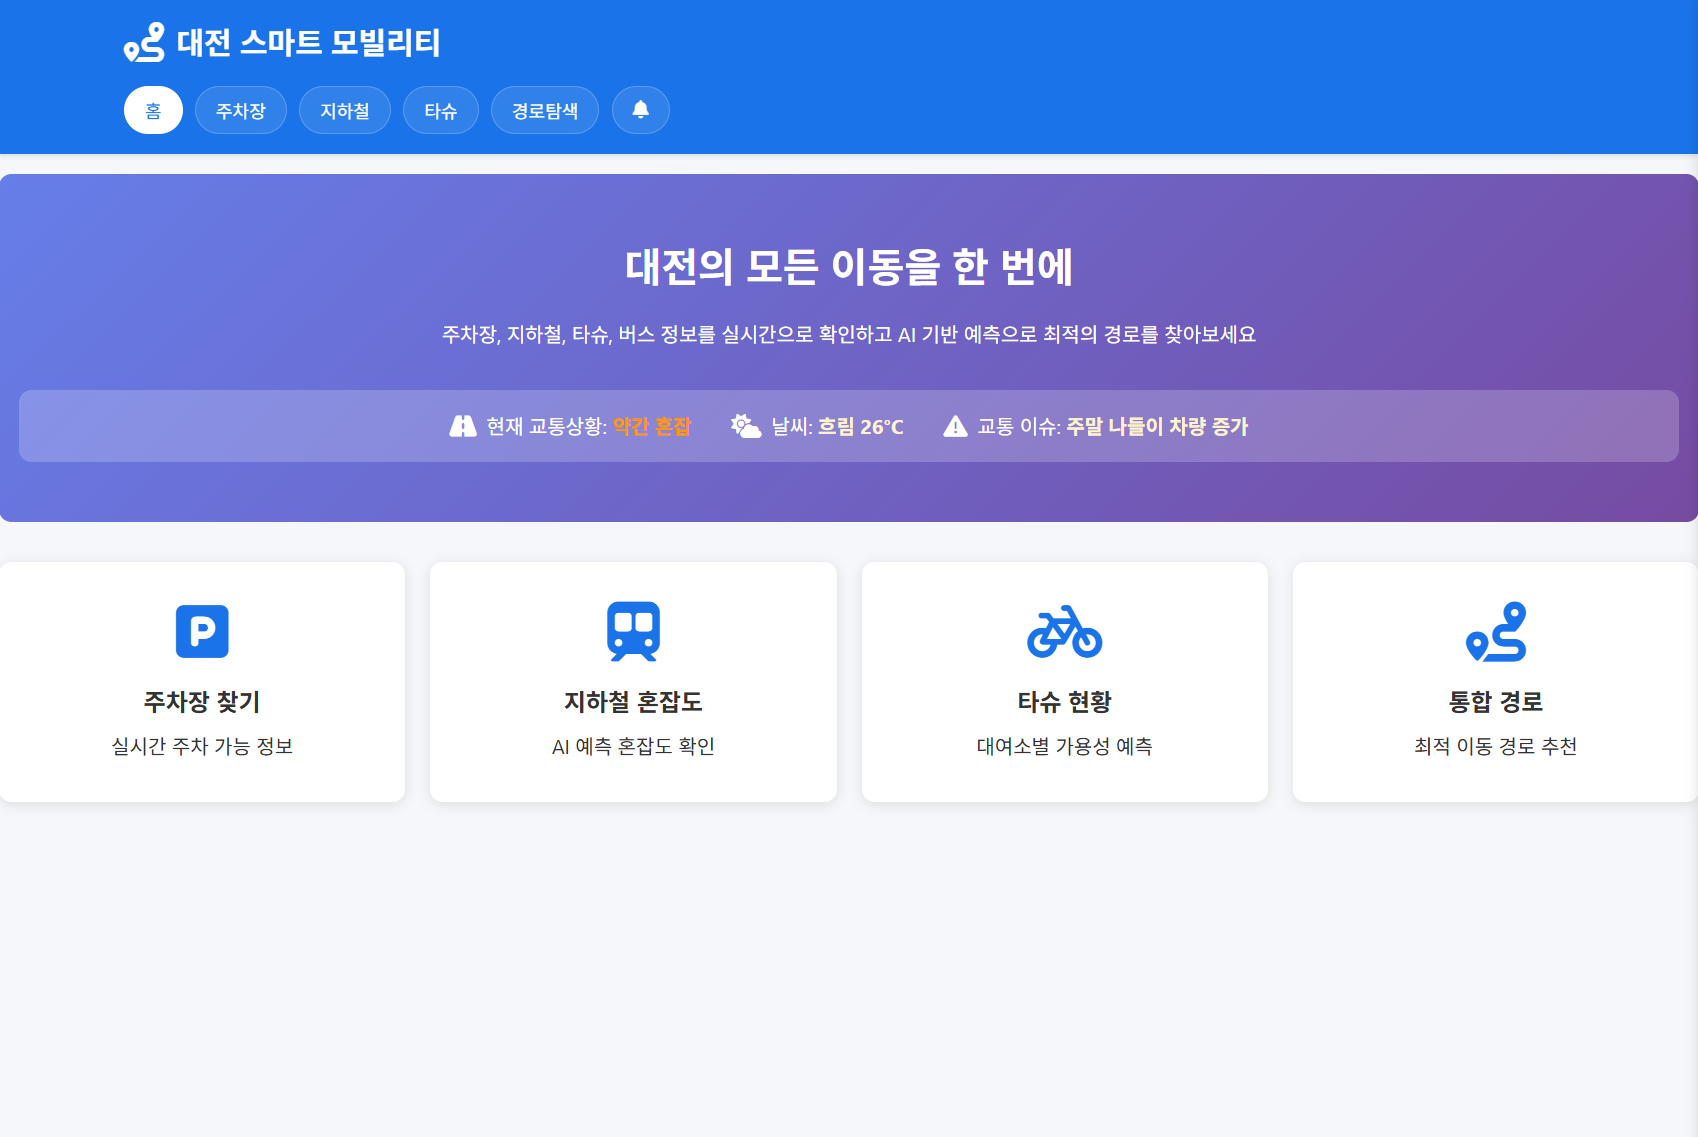 대전 스마트 모빌리티
홈 주차장 지하철 타슈 경로탐색
대전의 모든 이동을 한 번에
주차장, 지하철, 타슈, 버스 정보를 실시간으로 확인하고 AI 기반 예측으로 최적의 경로를 찾아보세요
현재 교통상황: 약간 혼잡 날씨: 흐림 26°C 교통 이슈: 주말 나들이 차량 증가
P
주차장 찾기
실시간 주차 가능 정보
지하철 혼잡도
AI 예측 혼잡도 확인
타슈 현황
대여소별 가용성 예측
통합 경로
최적 이동 경로 추천